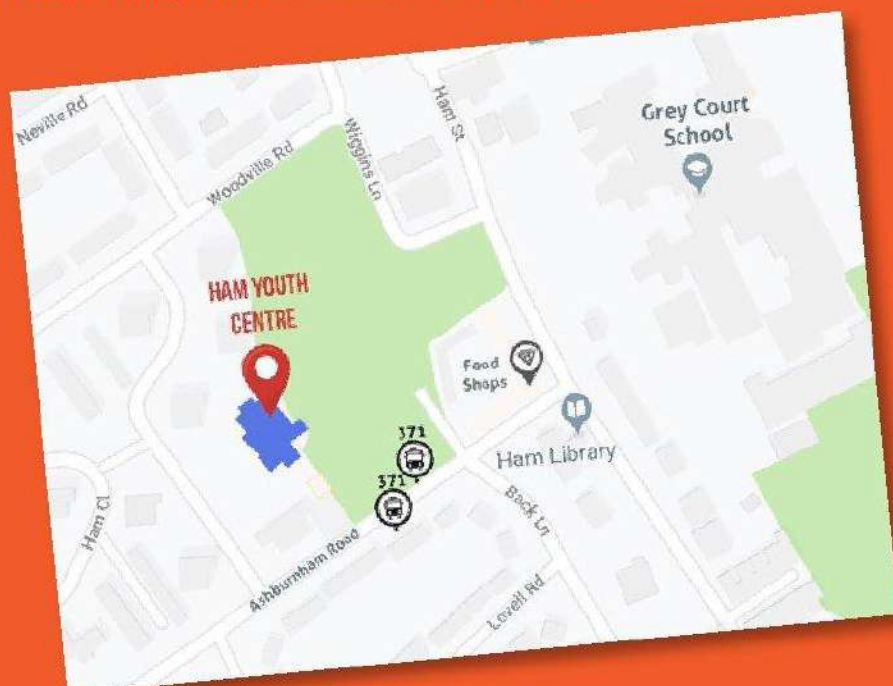 Neville Rd
Woodville Rd
Wiggins Ln
Ham St
Grey Court
School
HAM YOUTH
CENTRE
Food
Shops
371
371
Ham Library
Back Ln
Ham Cl
Ashburnham Road
Lovell Rd